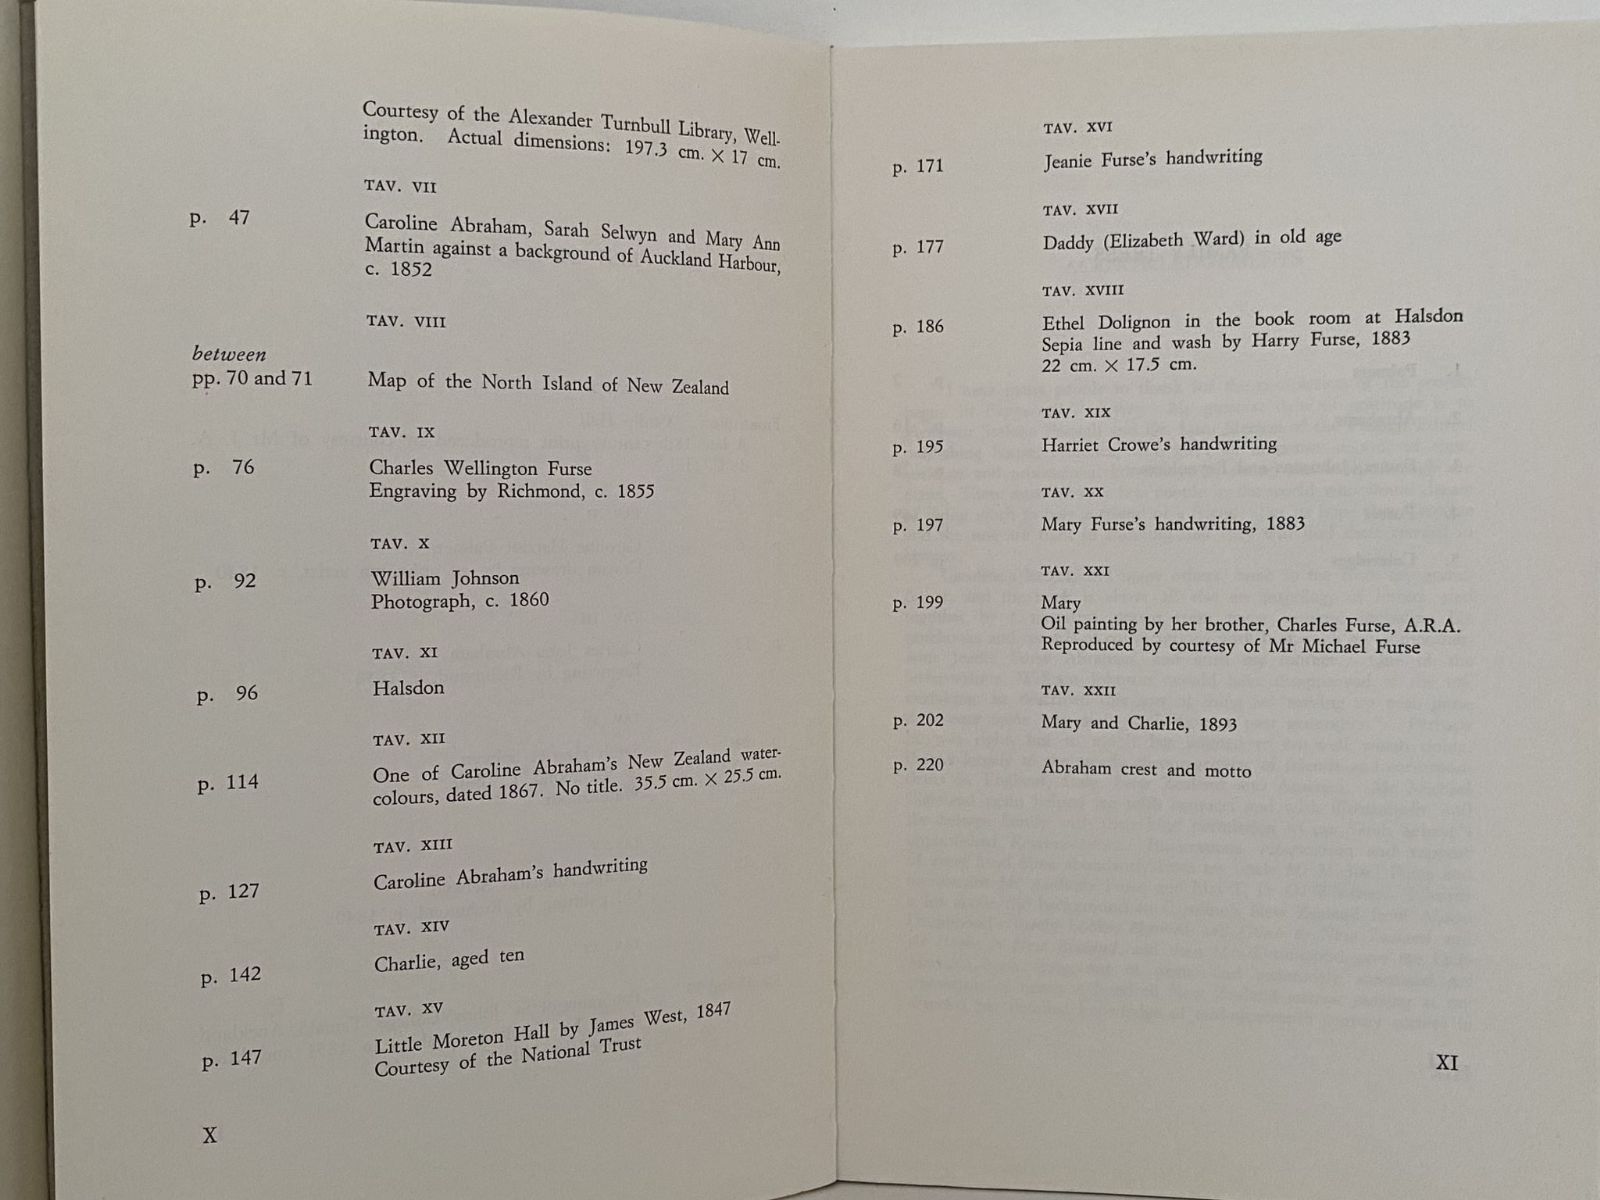 Courtesy of the Alexander Turnbull Library, Well-
ington. Actual dimensions: 197.3 cm. × 17 cm.
TAV. VII
p. 47 Caroline Abraham, Sarah Selwyn and Mary Ann
Martin against a background of Auckland Harbour,
c. 1852
TAV. VIII
between
pp. 70 and 71 Map of the North Island of New Zealand
TAV. IX
p. 76 Charles Wellington Furse
Engraving by Richmond, c. 1855
TAV. X
p. 92 William Johnson
Photograph, c. 1860
TAV. XI
p. 96 Halsdon
TAV. XII
p. 114 One of Caroline Abraham's New Zealand water-
colours, dated 1867. No title. 35.5 cm. × 25.5 cm.
TAV. XIII
p. 127 Caroline Abraham's handwriting
TAV. XIV
p. 142 Charlie, aged ten
TAV. XV
p. 147 Little Moreton Hall by James West, 1847
Courtesy of the National Trust
X
TAV. XVI
p. 171 Jeanie Furse's handwriting
TAV. XVII
p. 177 Daddy (Elizabeth Ward) in old age
TAV. XVIII
p. 186 Ethel Dolignon in the book room at Halsdon
Sepia line and wash by Harry Furse, 1883
22 cm. × 17.5 cm.
TAV. XIX
p. 195 Harriet Crowe's handwriting
TAV. XX
p. 197 Mary Furse's handwriting, 1883
TAV. XXI
p. 199 Mary
Oil painting by her brother, Charles Furse, A.R.A.
Reproduced by courtesy of Mr Michael Furse
TAV. XXII
p. 202 Mary and Charlie, 1893
p. 220 Abraham crest and motto
XI